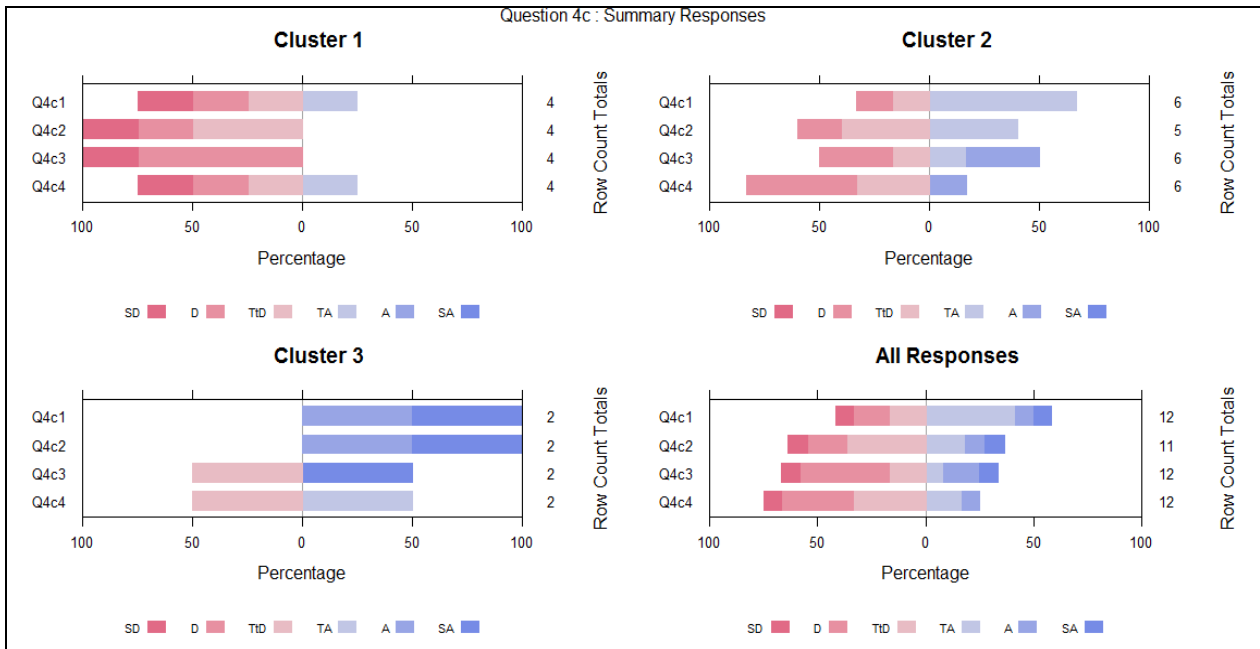 Question 4c : Summary Responses
Cluster 1
Q4c1 4
Q4c2 4
Q4c3 4
Q4c4 4
Row Count Totals
100 50 0 50 100
Percentage
SD D TtD TA A SA
Cluster 2
Q4c1 6
Q4c2 5
Q4c3 6
Q4c4 6
Row Count Totals
100 50 0 50 100
Percentage
SD D TtD TA A SA
Cluster 3
Q4c1 2
Q4c2 2
Q4c3 2
Q4c4 2
Row Count Totals
100 50 0 50 100
Percentage
SD D TtD TA A SA
All Responses
Q4c1 12
Q4c2 11
Q4c3 12
Q4c4 12
Row Count Totals
100 50 0 50 100
Percentage
SD D TtD TA A SA